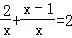 2/x + (x − 1)/x = 2